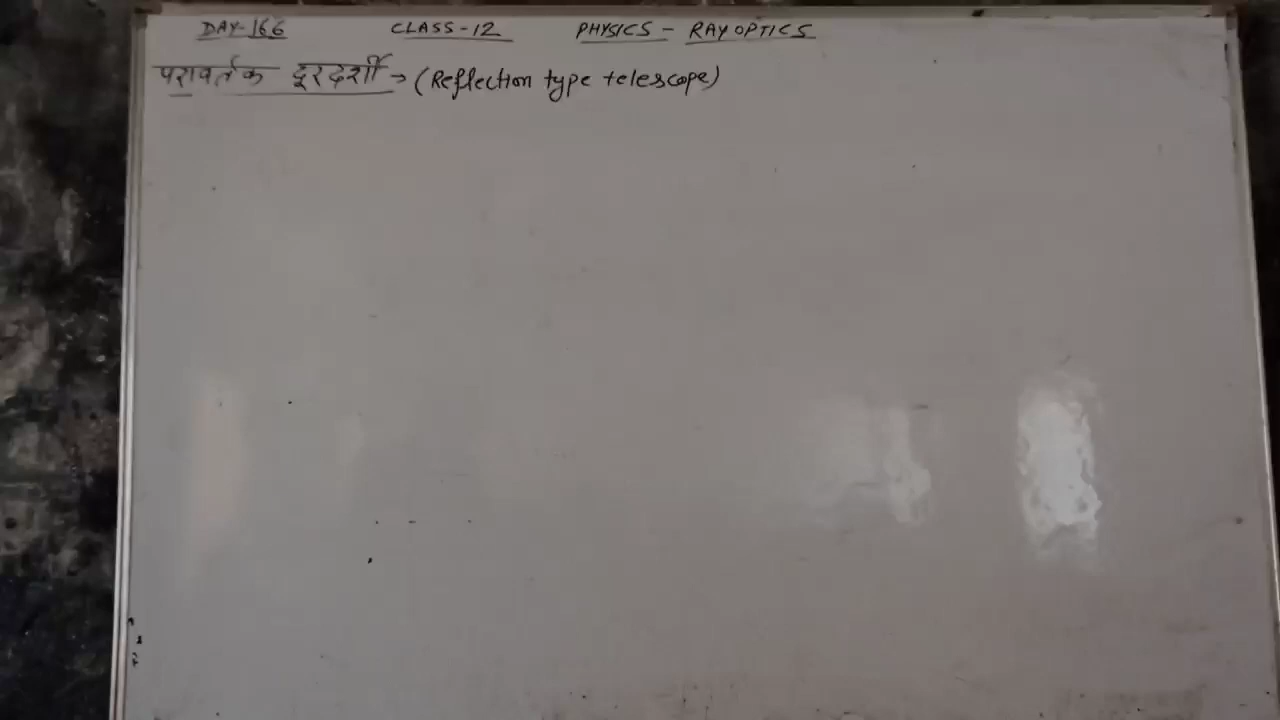 DAY-166 CLASS-12 PHYSICS - RAY OPTICS
परावर्तक दूरदर्शी → (Reflection type telescope)